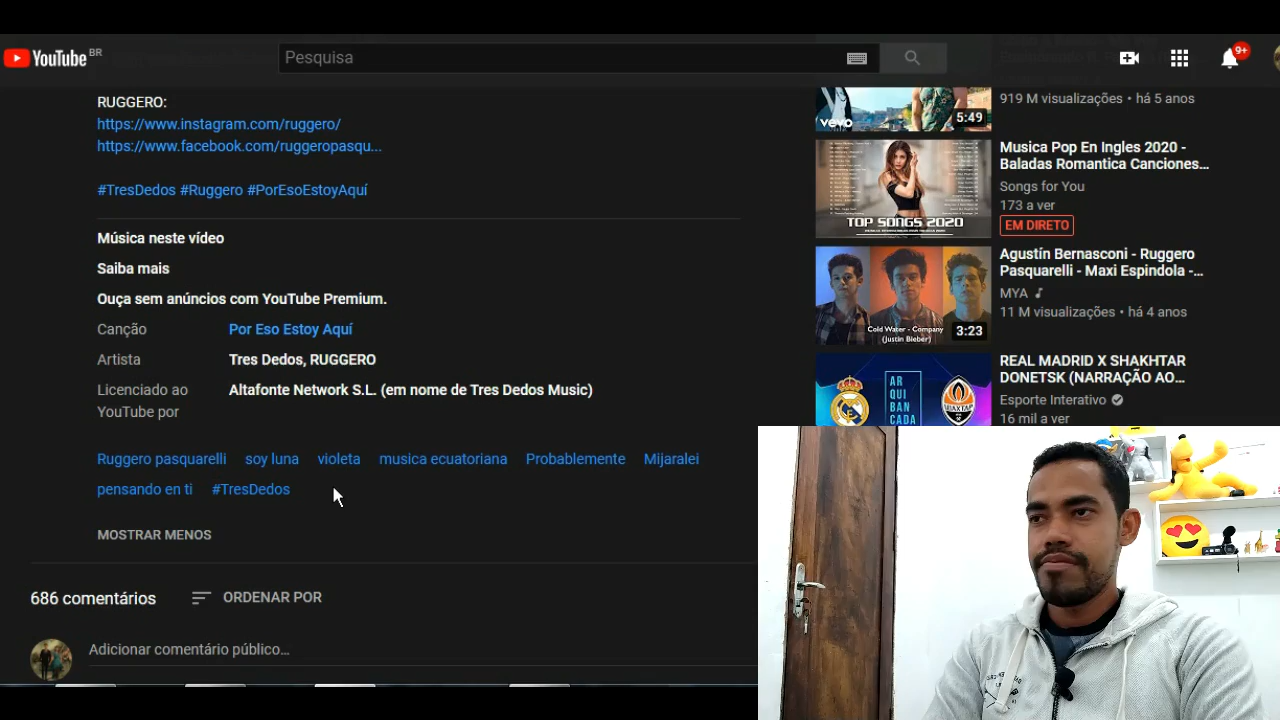 YouTube BR
Pesquisa
9+
RUGGERO:
https://www.instagram.com/ruggero/
https://www.facebook.com/ruggeropasqu...
#TresDedos #Ruggero #PorEsoEstoyAquí
Música neste vídeo
Saiba mais
Ouça sem anúncios com YouTube Premium.
Canção Por Eso Estoy Aquí
Artista Tres Dedos, RUGGERO
Licenciado ao Altafonte Network S.L. (em nome de Tres Dedos Music)
YouTube por
Ruggero pasquarelli soy luna violeta musica ecuatoriana Probablemente Mijaralei
pensando en ti #TresDedos
MOSTRAR MENOS
686 comentários ORDENAR POR
Adicionar comentário público...
vevo
5:49
919 M visualizações • há 5 anos
TOP SONGS 2020
Musica Pop En Ingles 2020 -
Baladas Romantica Canciones...
Songs for You
173 a ver
EM DIRETO
Cold Water - Company
(Justin Bieber)
3:23
Agustín Bernasconi - Ruggero
Pasquarelli - Maxi Espindola -...
MYA
11 M visualizações • há 4 anos
AR
QUI
BAN
CADA
REAL MADRID X SHAKHTAR
DONETSK (NARRAÇÃO AO...
Esporte Interativo
16 mil a ver